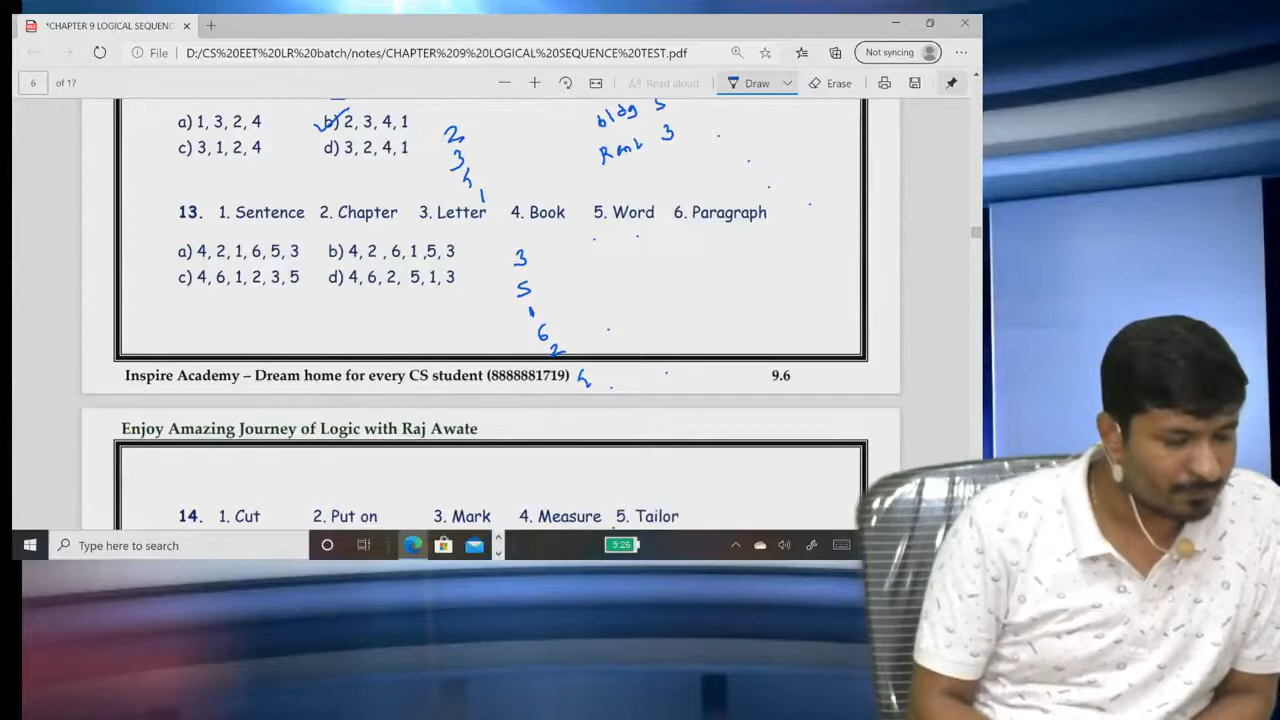 *CHAPTER 9 LOGICAL SEQUENC
File D:/CS%20EET%20LR%20batch/notes/CHAPTER%209%20LOGICAL%20SEQUENCE%20TEST.pdf Not syncing
6 of 17 Read aloud Draw Erase
bldg 5
a) 1, 3, 2, 4 b) 2, 3, 4, 1
Rent 3
c) 3, 1, 2, 4 d) 3, 2, 4, 1
2
3
4
1
13. 1. Sentence 2. Chapter 3. Letter 4. Book 5. Word 6. Paragraph
a) 4, 2, 1, 6, 5, 3 b) 4, 2 , 6, 1 ,5, 3
c) 4, 6, 1, 2, 3, 5 d) 4, 6, 2, 5, 1, 3
3
5
1
6
2
4
Inspire Academy – Dream home for every CS student (8888881719) 9.6
Enjoy Amazing Journey of Logic with Raj Awate
14. 1. Cut 2. Put on 3. Mark 4. Measure 5. Tailor
Type here to search 5:26